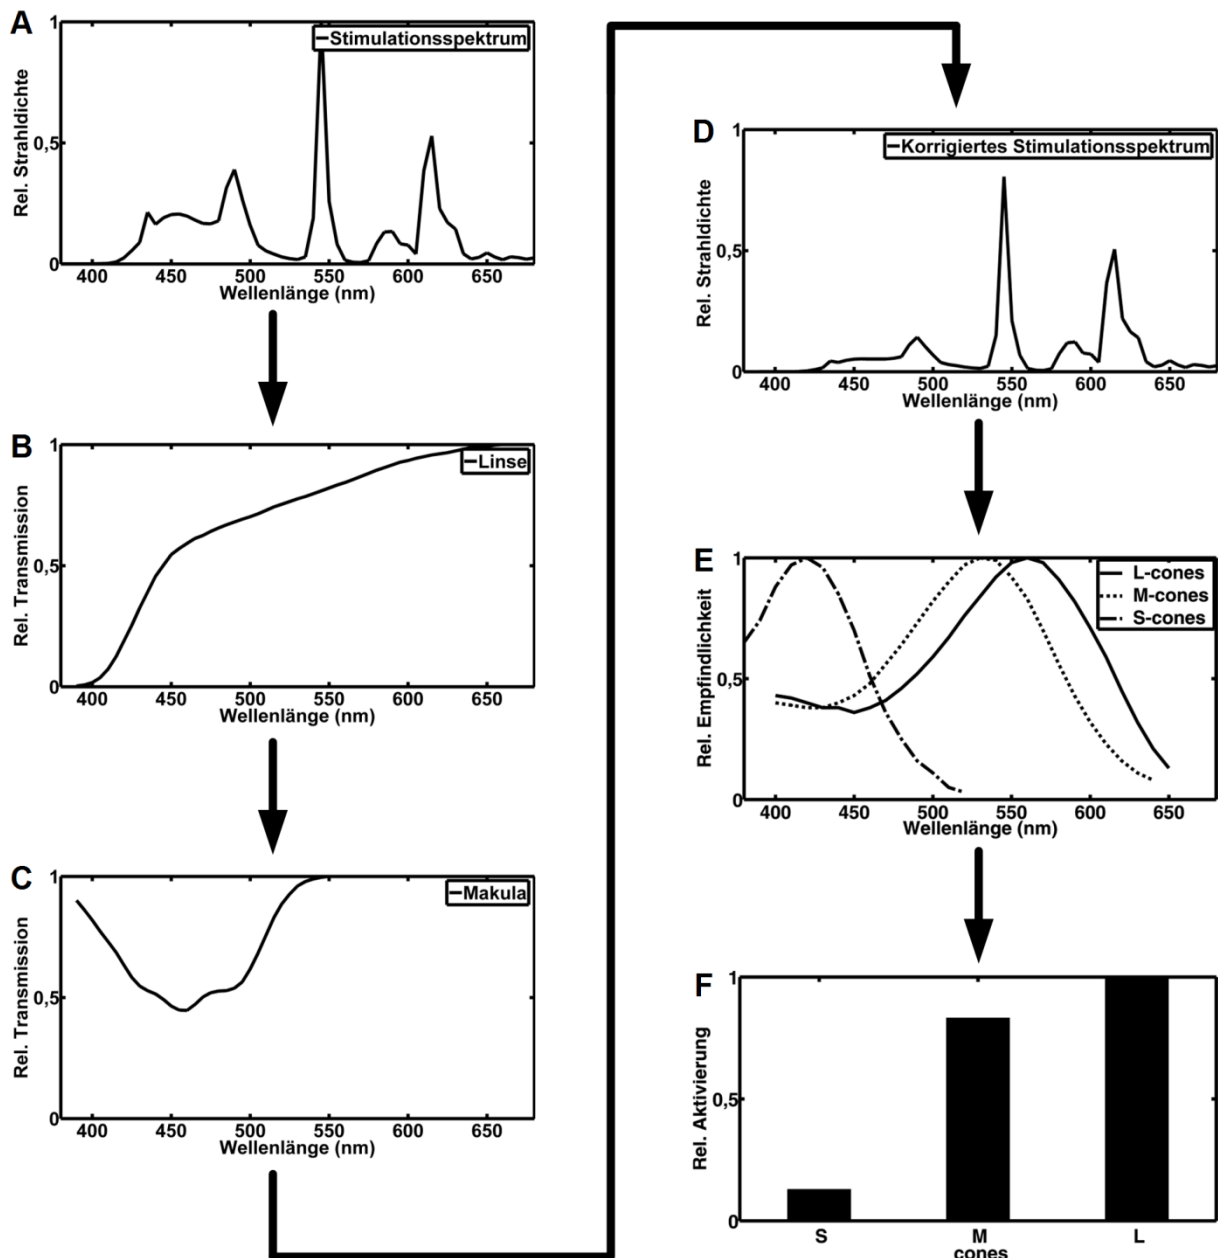 A
Rel. Strahldichte
1
0,5
0
Stimulationsspektrum
400 450 500 550 600 650
Wellenlänge (nm)
B
Rel. Transmission
1
0,5
0
Linse
400 450 500 550 600 650
Wellenlänge (nm)
C
Rel. Transmission
1
0,5
0
Makula
400 450 500 550 600 650
Wellenlänge (nm)
D
Rel. Strahldichte
1
0,5
0
Korrigiertes Stimulationsspektrum
400 450 500 550 600 650
Wellenlänge (nm)
E
Rel. Empfindlichkeit
1
0,5
0
L-cones
M-cones
S-cones
400 450 500 550 600 650
Wellenlänge (nm)
F
Rel. Aktivierung
1
0,5
0
S M L
cones